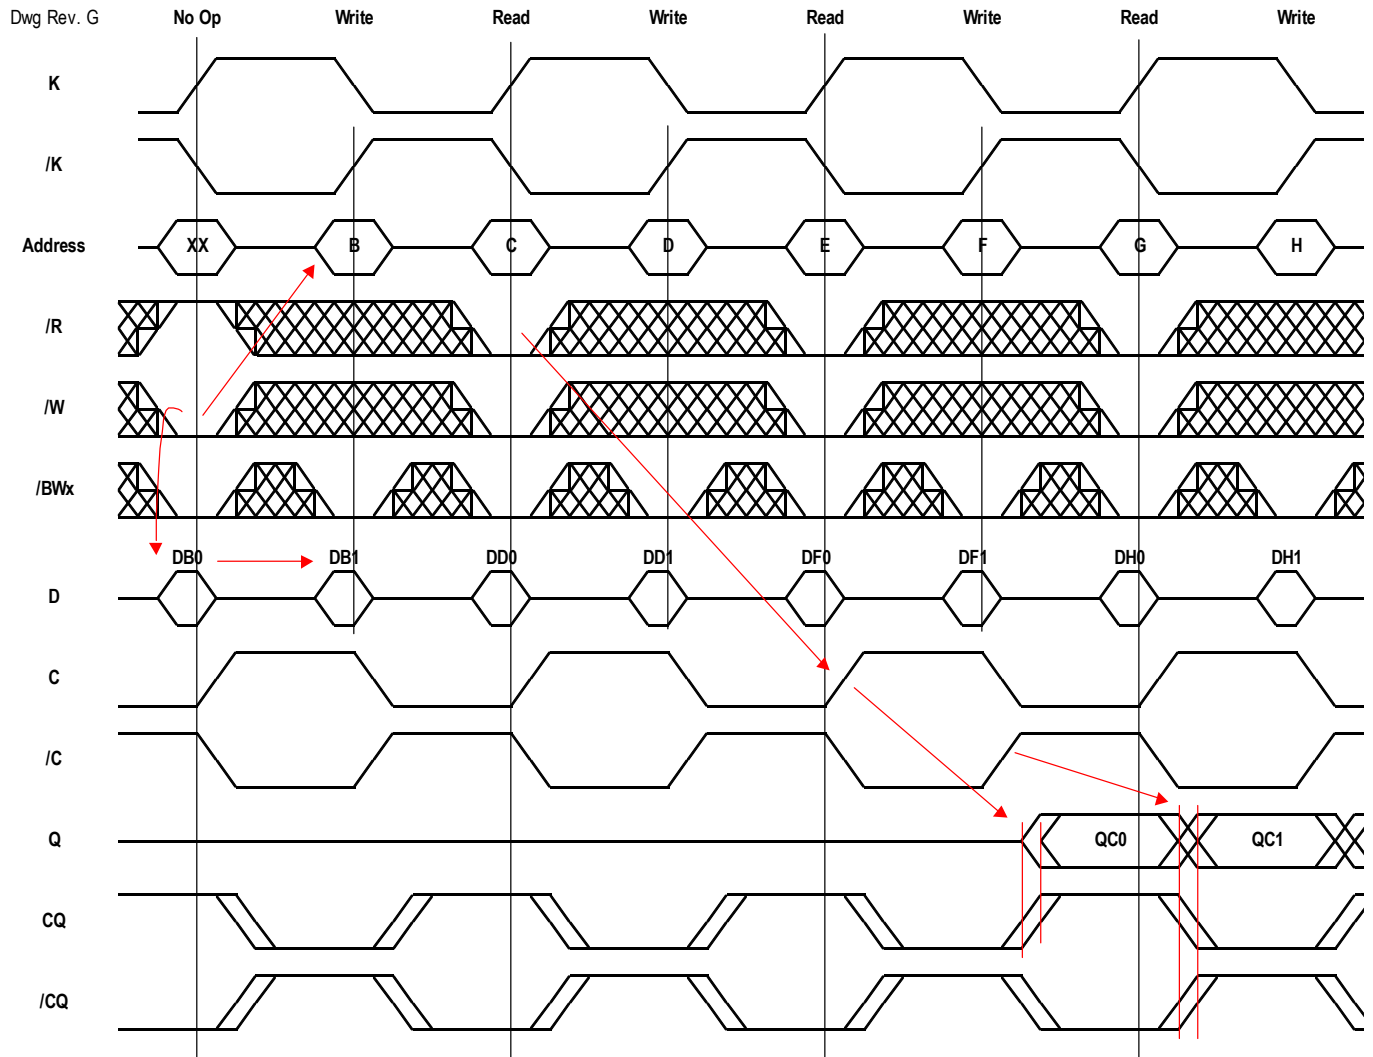 Dwg Rev. G No Op Write Read Write Read Write Read Write
K
/K
Address XX B C D E F G H
/R
/W
/BWx
DB0 DB1 DD0 DD1 DF0 DF1 DH0 DH1
D
C
/C
Q QC0 QC1
CQ
/CQ